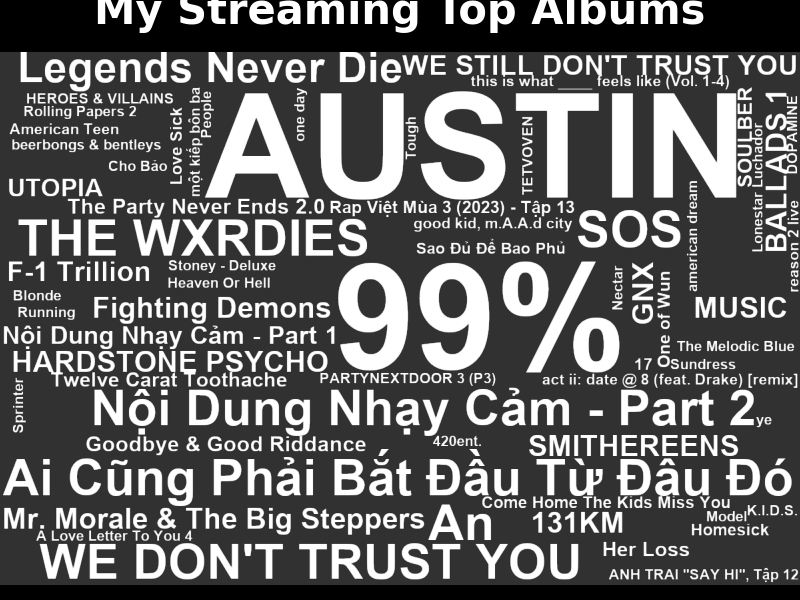 My Streaming Top Albums
Legends Never Die
WE STILL DON'T TRUST YOU
this is what ____ feels like (Vol. 1-4)
HEROES & VILLAINS
Rolling Papers 2
American Teen
beerbongs & bentleys
Cho Bảo
UTOPIA
Love Sick
một kiếp bôn ba
People
AUSTIN
one day
Tough
TETVOVEN
SOULBER
Lonestar Luchador
BALLADS 1
DOPAMINE
The Party Never Ends 2.0
Rap Việt Mùa 3 (2023) - Tập 13
good kid, m.A.A.d city
THE WXRDIES
Sao Đủ Để Bao Phủ
SOS
american dream
reason 2 live
F-1 Trillion
Stoney - Deluxe
Heaven Or Hell
99%
Nectar
GNX
One of Wun
Blonde
Running
Fighting Demons
MUSIC
Nội Dung Nhạy Cảm - Part 1
The Melodic Blue
HARDSTONE PSYCHO
17
Sundress
Twelve Carat Toothache
PARTYNEXTDOOR 3 (P3)
act ii: date @ 8 (feat. Drake) [remix]
Sprinter
Nội Dung Nhạy Cảm - Part 2
ye
Goodbye & Good Riddance
420ent.
SMITHEREENS
Ai Cũng Phải Bắt Đầu Từ Đâu Đó
Come Home The Kids Miss You
Mr. Morale & The Big Steppers
An
131KM
Model
K.I.D.S.
Homesick
A Love Letter To You 4
WE DON'T TRUST YOU
Her Loss
ANH TRAI "SAY HI", Tập 12